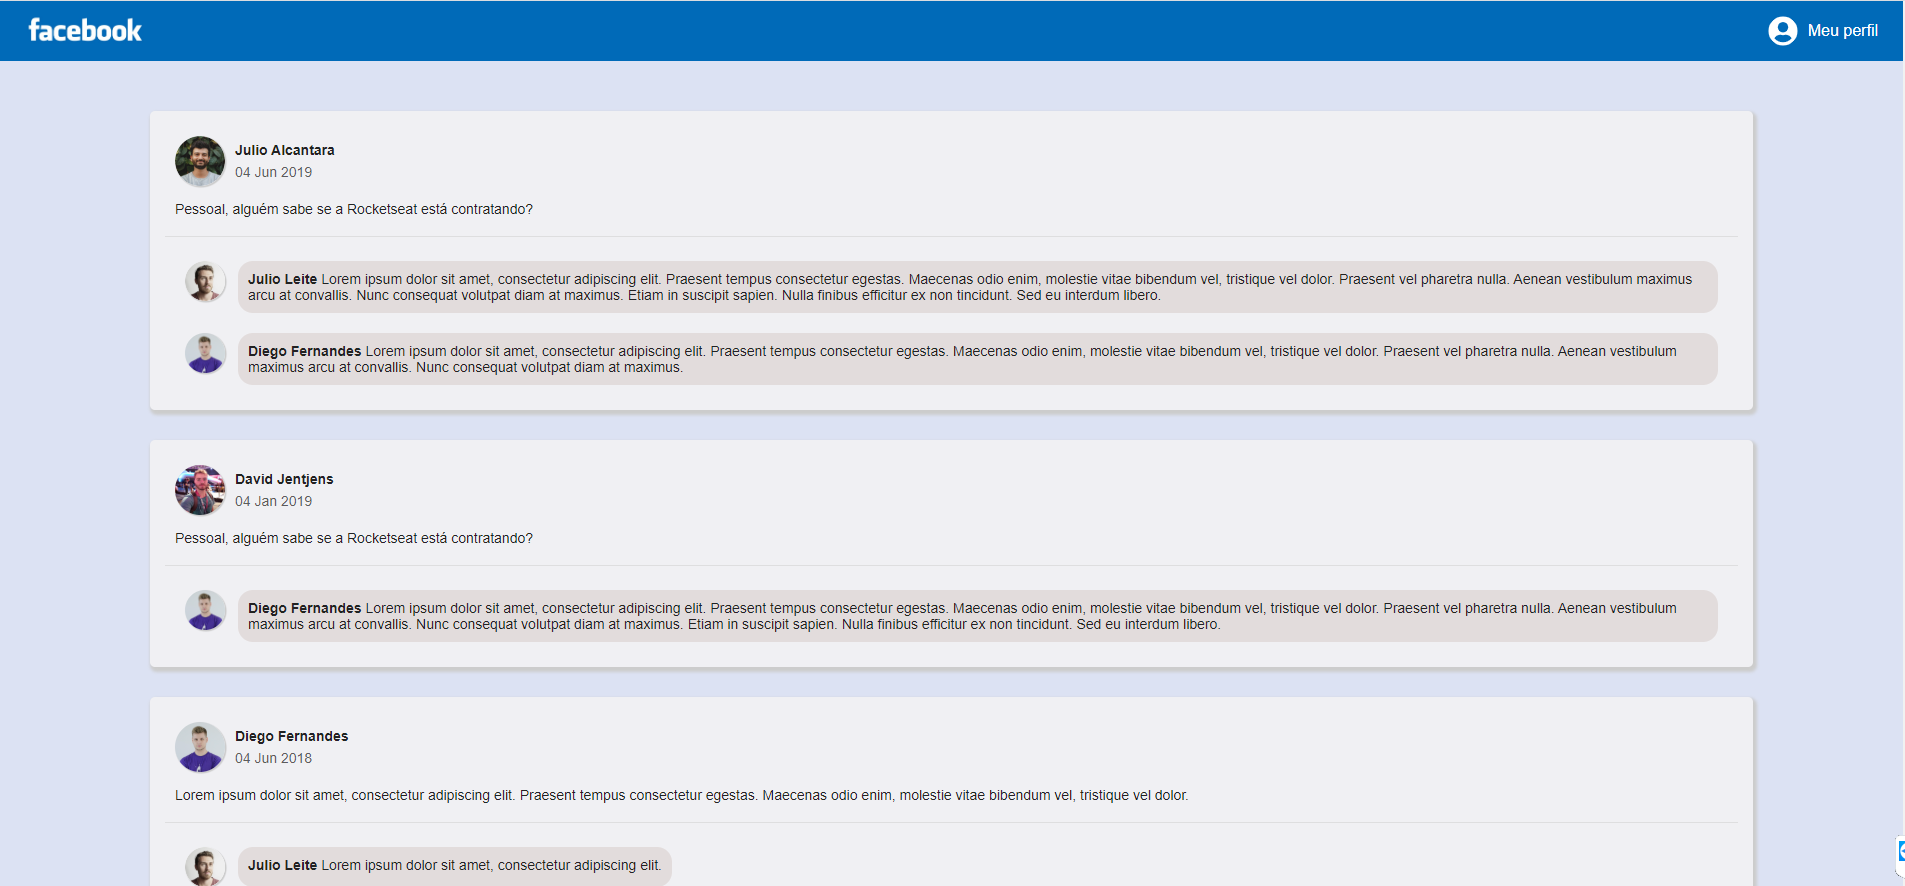 facebook
Meu perfil
Julio Alcantara
04 Jun 2019
Pessoal, alguém sabe se a Rocketseat está contratando?
Julio Leite Lorem ipsum dolor sit amet, consectetur adipiscing elit. Praesent tempus consectetur egestas. Maecenas odio enim, molestie vitae bibendum vel, tristique vel dolor. Praesent vel pharetra nulla. Aenean vestibulum maximus
arcu at convallis. Nunc consequat volutpat diam at maximus. Etiam in suscipit sapien. Nulla finibus efficitur ex non tincidunt. Sed eu interdum libero.
Diego Fernandes Lorem ipsum dolor sit amet, consectetur adipiscing elit. Praesent tempus consectetur egestas. Maecenas odio enim, molestie vitae bibendum vel, tristique vel dolor. Praesent vel pharetra nulla. Aenean vestibulum
maximus arcu at convallis. Nunc consequat volutpat diam at maximus.
David Jentjens
04 Jan 2019
Pessoal, alguém sabe se a Rocketseat está contratando?
Diego Fernandes Lorem ipsum dolor sit amet, consectetur adipiscing elit. Praesent tempus consectetur egestas. Maecenas odio enim, molestie vitae bibendum vel, tristique vel dolor. Praesent vel pharetra nulla. Aenean vestibulum
maximus arcu at convallis. Nunc consequat volutpat diam at maximus. Etiam in suscipit sapien. Nulla finibus efficitur ex non tincidunt. Sed eu interdum libero.
Diego Fernandes
04 Jun 2018
Lorem ipsum dolor sit amet, consectetur adipiscing elit. Praesent tempus consectetur egestas. Maecenas odio enim, molestie vitae bibendum vel, tristique vel dolor.
Julio Leite Lorem ipsum dolor sit amet, consectetur adipiscing elit.